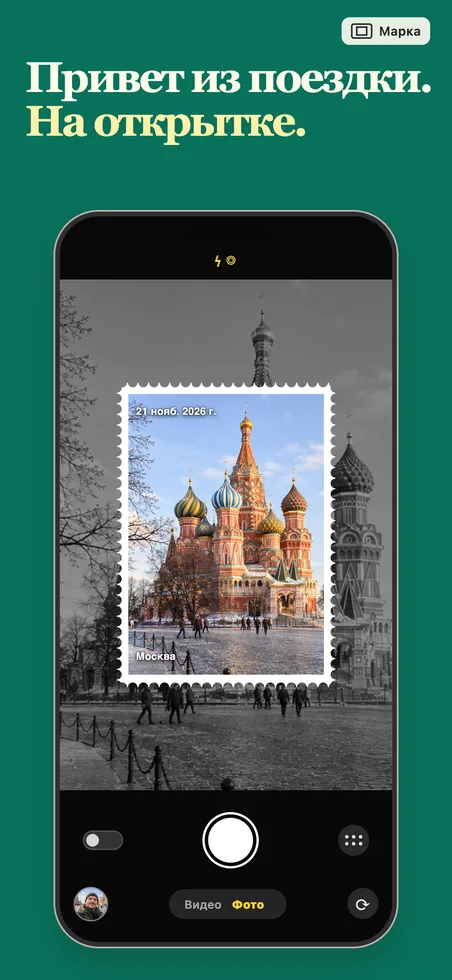 Марка
Привет из поездки.
На открытке.
21 нояб. 2026 г.
Москва
Видео Фото